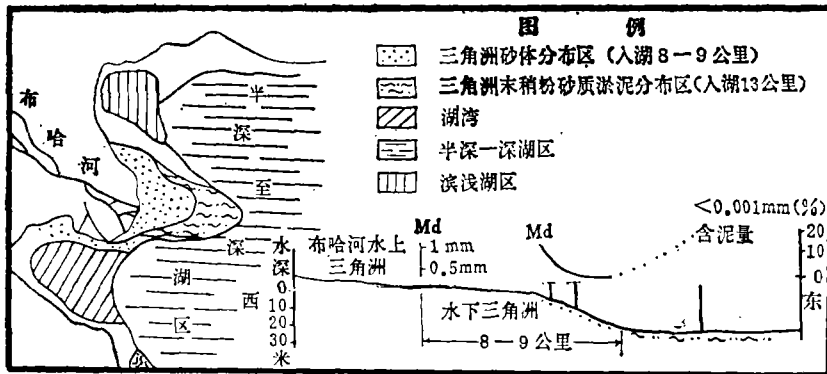 图 例
三角洲砂体分布区 (入湖8-9公里)
三角洲末稍粉砂质淤泥分布区(入湖13公里)
湖湾
半深一深湖区
滨浅湖区
布哈河
半深至深湖区
<0.001mm(%)
含泥量
20
10
0
东
Md
Md
1mm
0.5mm
布哈河水上
三角洲
水深
0
10
20
30
米
西
水下三角洲
8-9公里